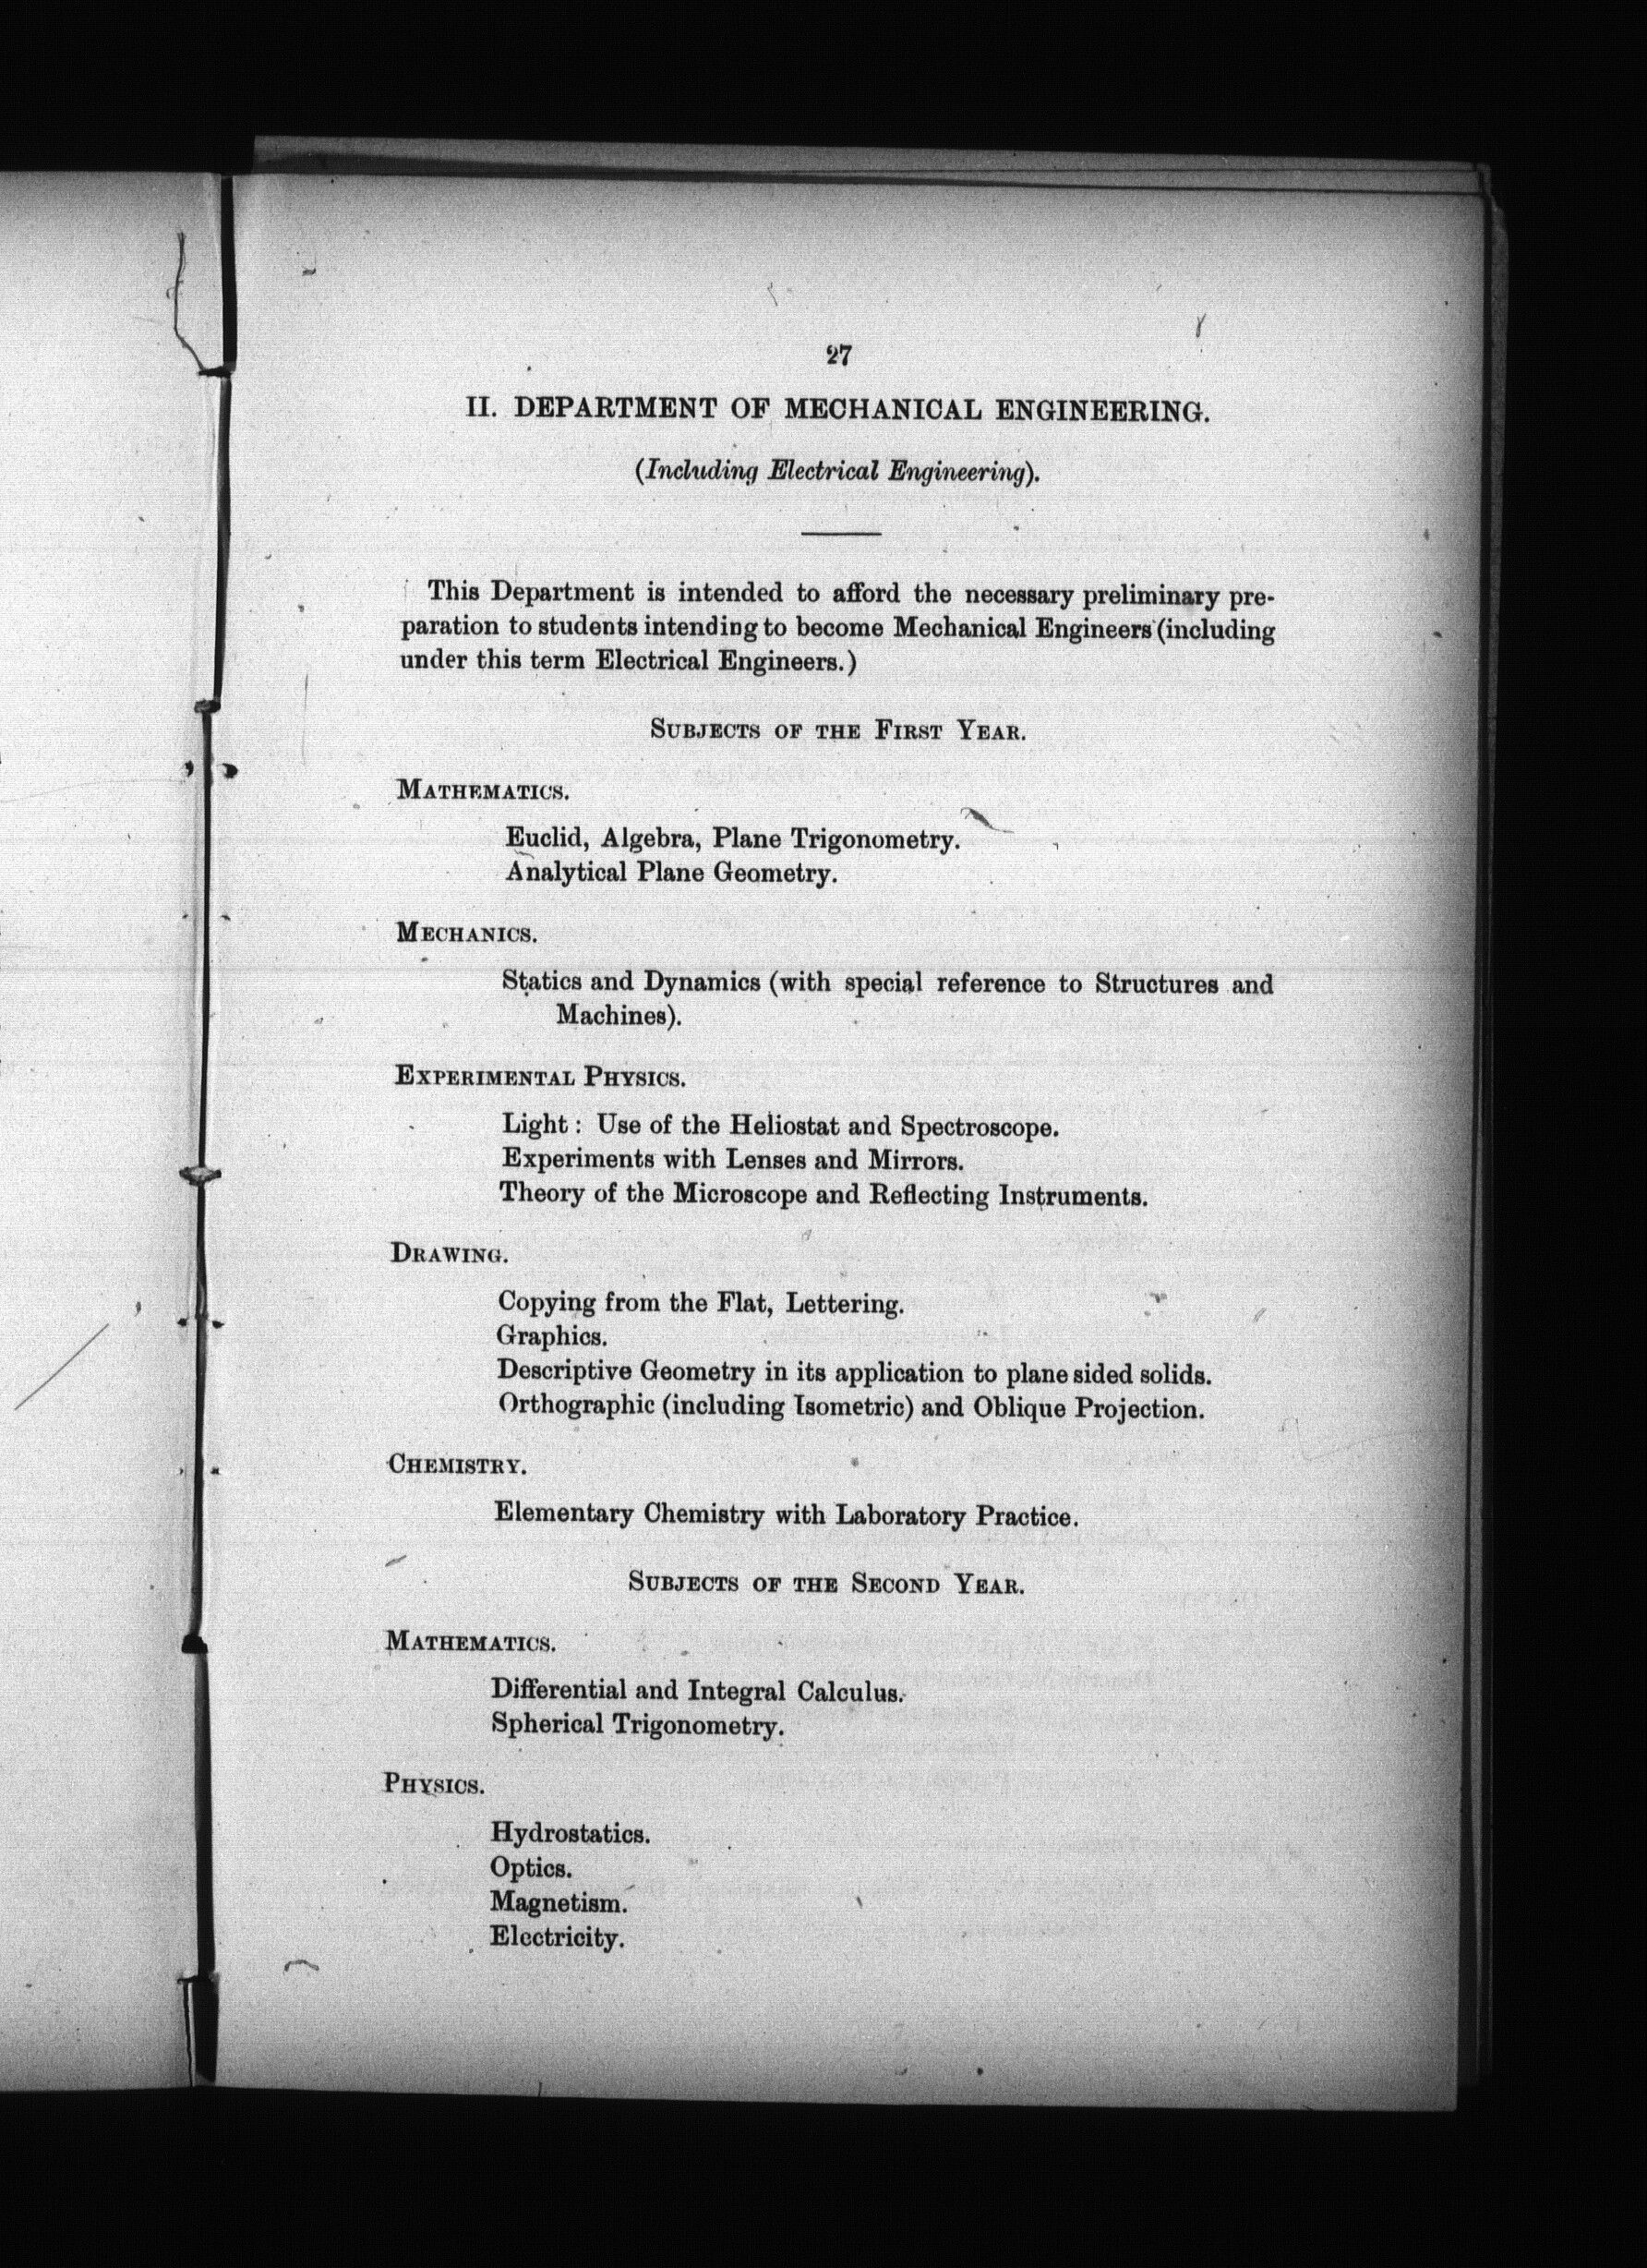 27
II. DEPARTMENT OF MECHANICAL ENGINEERING.
(Including Electrical Engineering).
This Department is intended to afford the necessary preliminary pre-
paration to students intending to become Mechanical Engineers (including
under this term Electrical Engineers.)
SUBJECTS OF THE FIRST YEAR.
MATHEMATICS.
Euclid, Algebra, Plane Trigonometry.
Analytical Plane Geometry.
MECHANICS.
Statics and Dynamics (with special reference to Structures and
Machines).
EXPERIMENTAL PHYSICS.
Light : Use of the Heliostat and Spectroscope.
Experiments with Lenses and Mirrors.
Theory of the Microscope and Reflecting Instruments.
DRAWING.
Copying from the Flat, Lettering.
Graphics.
Descriptive Geometry in its application to plane sided solids.
Orthographic (including Isometric) and Oblique Projection.
CHEMISTRY.
Elementary Chemistry with Laboratory Practice.
SUBJECTS OF THE SECOND YEAR.
MATHEMATICS.
Differential and Integral Calculus.
Spherical Trigonometry.
PHYSICS.
Hydrostatics.
Optics.
Magnetism.
Electricity.